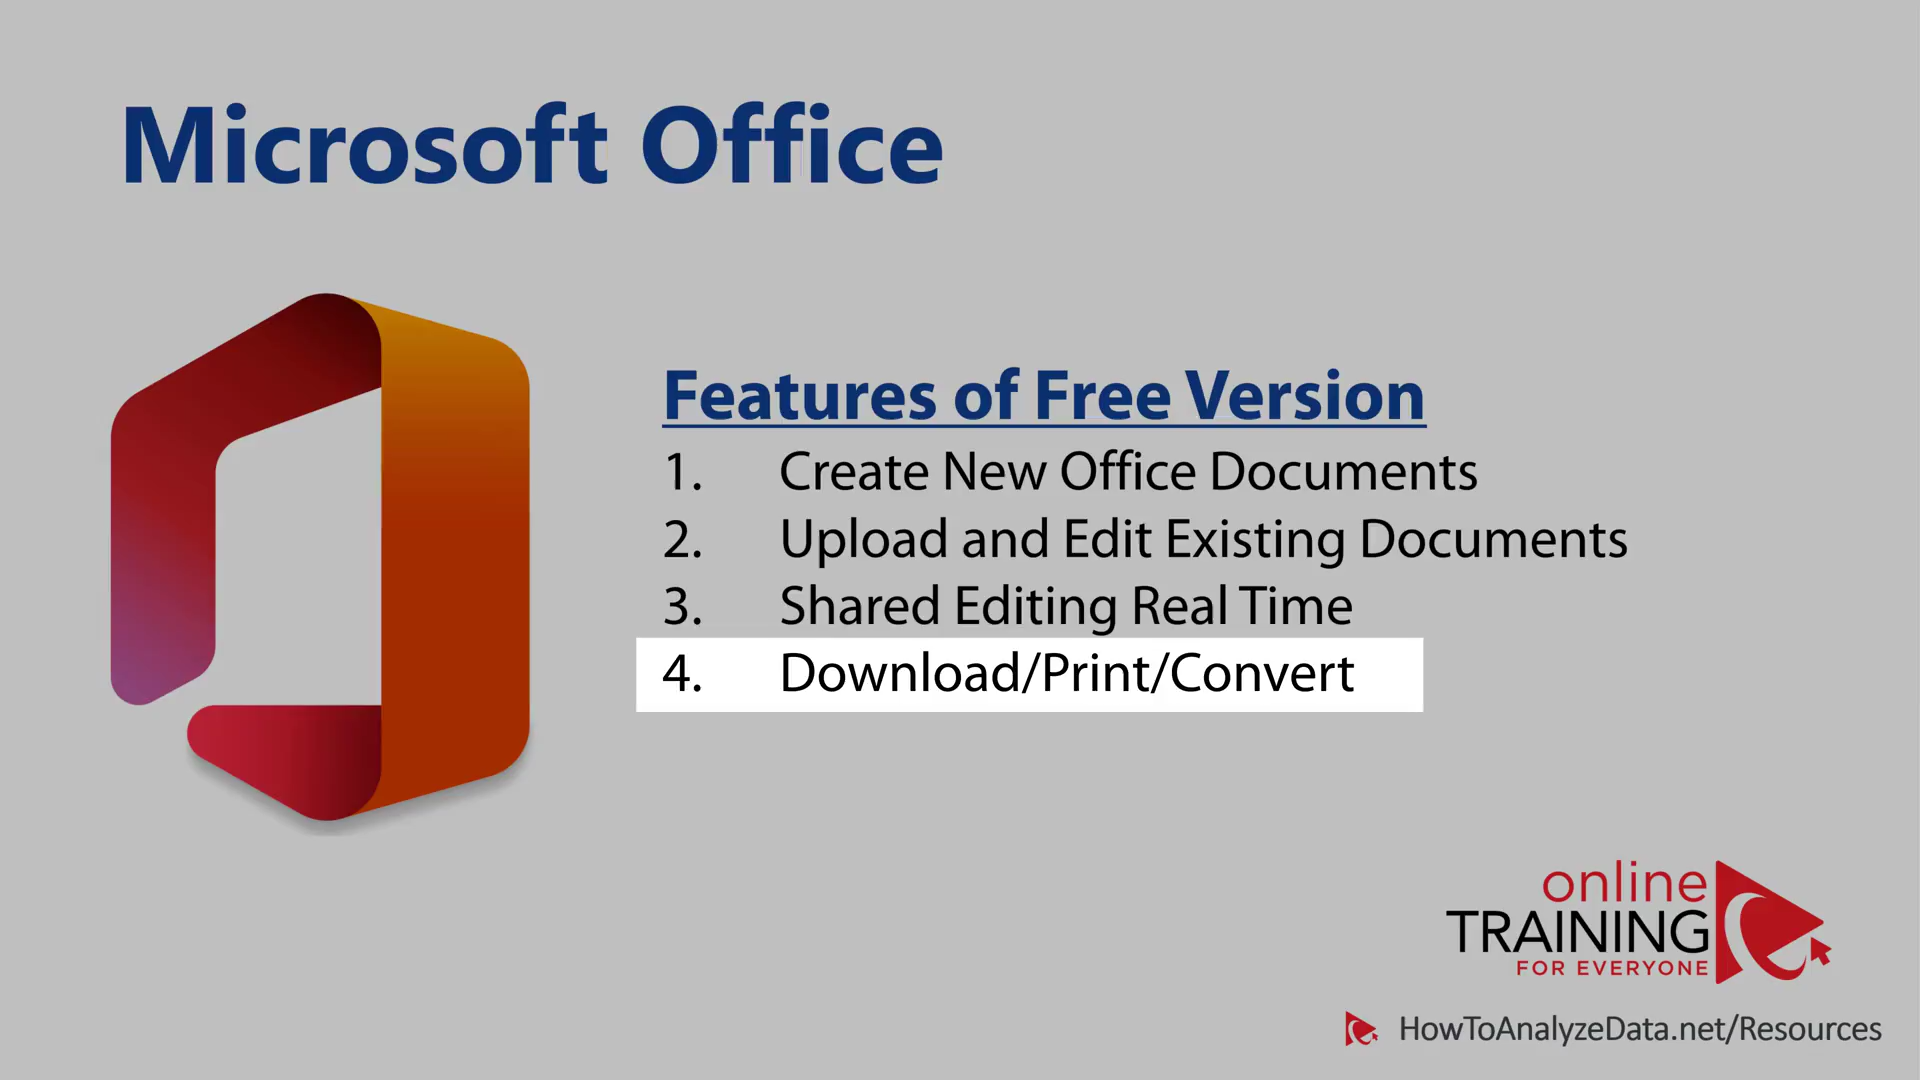 Microsoft Office
Features of Free Version
1. Create New Office Documents
2. Upload and Edit Existing Documents
3. Shared Editing Real Time
4. Download/Print/Convert
online
TRAINING
FOR EVERYONE
HowToAnalyzeData.net/Resources